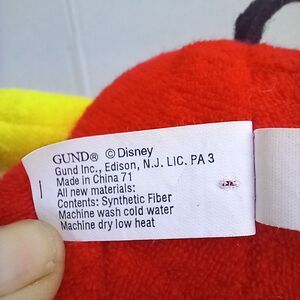 GUND® © Disney
Gund Inc., Edison, N.J. LIC. PA 3
Made in China 71
All new materials:
Contents: Synthetic Fiber
Machine wash cold water
Machine dry low heat